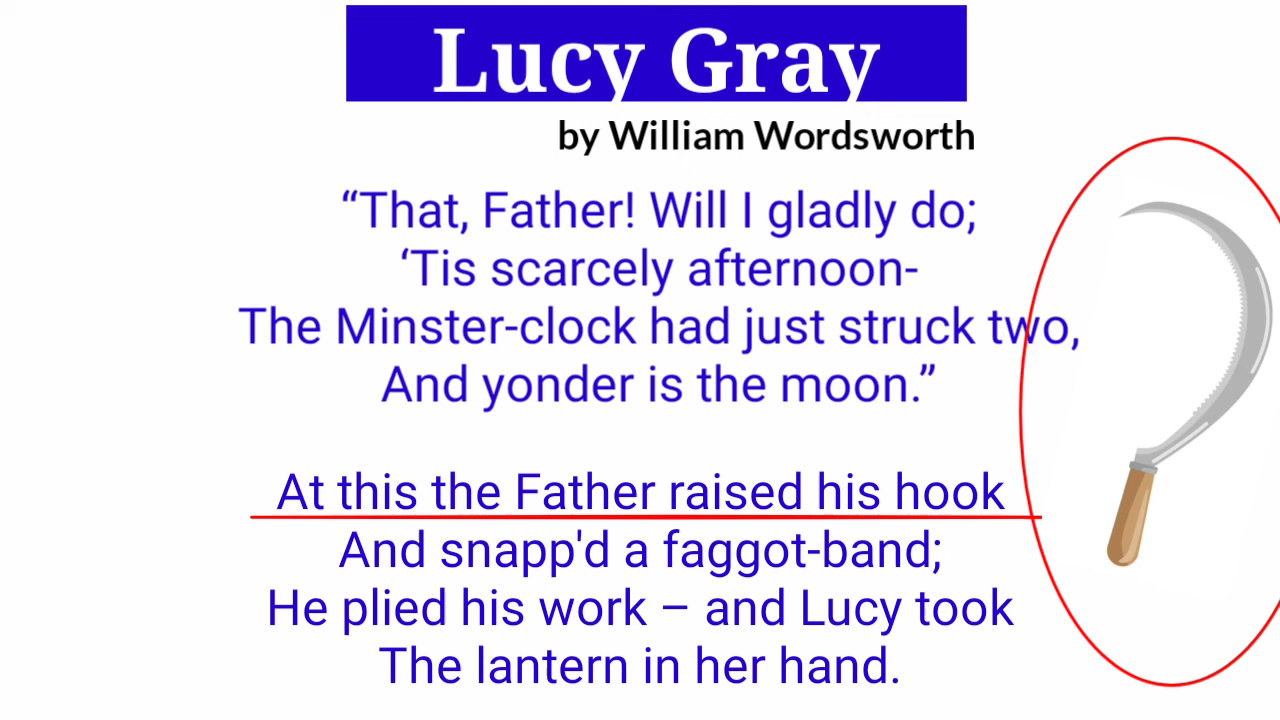 Lucy Gray
by William Wordsworth
“That, Father! Will I gladly do;
‘Tis scarcely afternoon-
The Minster-clock had just struck two,
And yonder is the moon.”
At this the Father raised his hook
And snapp'd a faggot-band;
He plied his work – and Lucy took
The lantern in her hand.